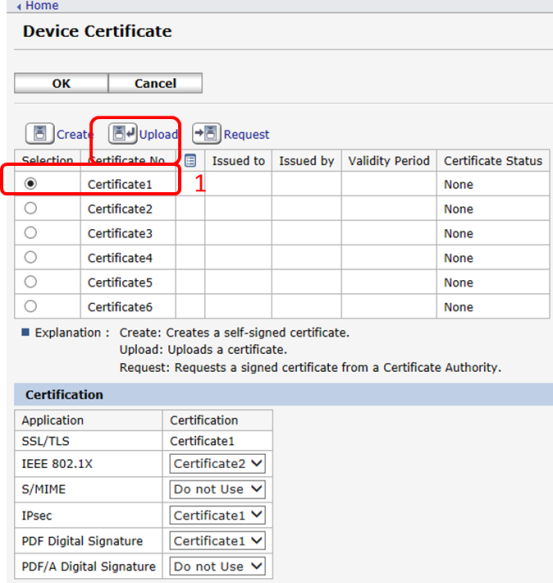 Home
Device Certificate
OK Cancel
Create Upload Request
Selection Certificate No. Issued to Issued by Validity Period Certificate Status
Certificate1 1 None
Certificate2 None
Certificate3 None
Certificate4 None
Certificate5 None
Certificate6 None
Explanation : Create: Creates a self-signed certificate.
Upload: Uploads a certificate.
Request: Requests a signed certificate from a Certificate Authority.
Certification
Application Certification
SSL/TLS Certificate1
IEEE 802.1X Certificate2
S/MIME Do not Use
IPsec Certificate1
PDF Digital Signature Certificate1
PDF/A Digital Signature Do not Use